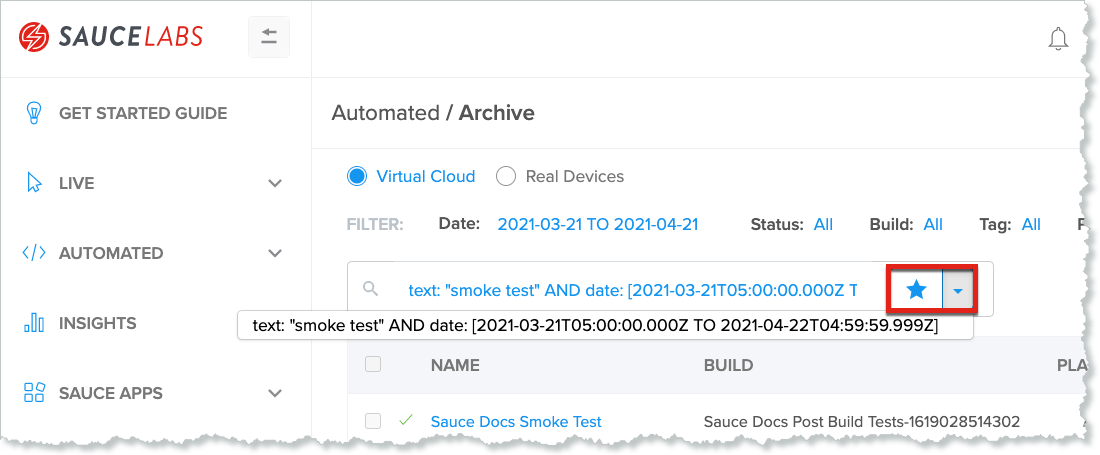 SAUCELABS
GET STARTED GUIDE
LIVE
AUTOMATED
INSIGHTS
SAUCE APPS
Automated / Archive
Virtual Cloud Real Devices
FILTER: Date: 2021-03-21 TO 2021-04-21 Status: All Build: All Tag: All
text: "smoke test" AND date: [2021-03-21T05:00:00.000Z T
text: "smoke test" AND date: [2021-03-21T05:00:00.000Z TO 2021-04-22T04:59:59.999Z]
NAME BUILD PLA
Sauce Docs Smoke Test Sauce Docs Post Build Tests-1619028514302